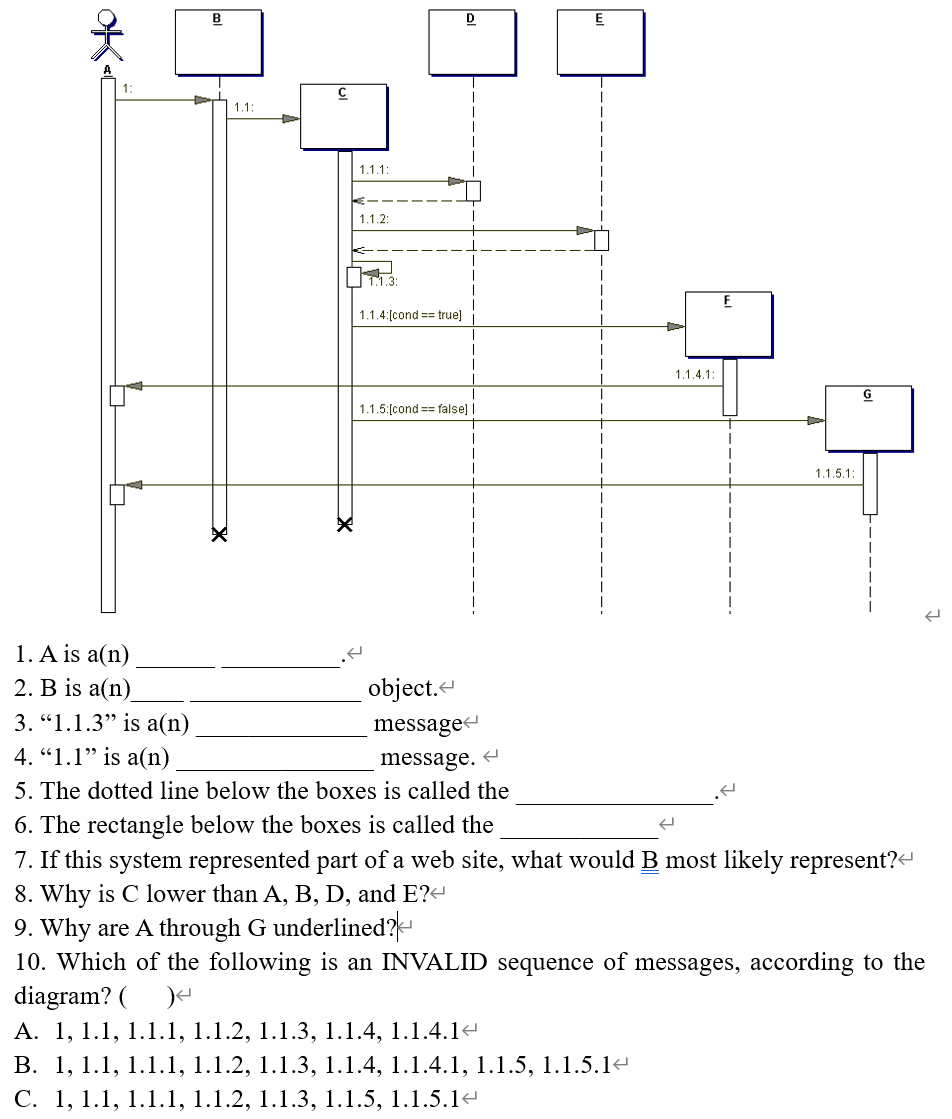 B D E
A
1:
1.1:
C
1.1.1:
1.1.2:
1.1.3:
F
1.1.4:[cond == true]
1.1.4.1:
G
1.1.5:[cond == false]
1.1.5.1:
1. A is a(n) ______ _________.
2. B is a(n)____ _____________ object.
3. “1.1.3” is a(n) _____________ message
4. “1.1” is a(n) _______________ message.
5. The dotted line below the boxes is called the _______________.
6. The rectangle below the boxes is called the ____________
7. If this system represented part of a web site, what would B most likely represent?
8. Why is C lower than A, B, D, and E?
9. Why are A through G underlined?
10. Which of the following is an INVALID sequence of messages, according to the
diagram? ( )
A. 1, 1.1, 1.1.1, 1.1.2, 1.1.3, 1.1.4, 1.1.4.1
B. 1, 1.1, 1.1.1, 1.1.2, 1.1.3, 1.1.4, 1.1.4.1, 1.1.5, 1.1.5.1
C. 1, 1.1, 1.1.1, 1.1.2, 1.1.3, 1.1.5, 1.1.5.1